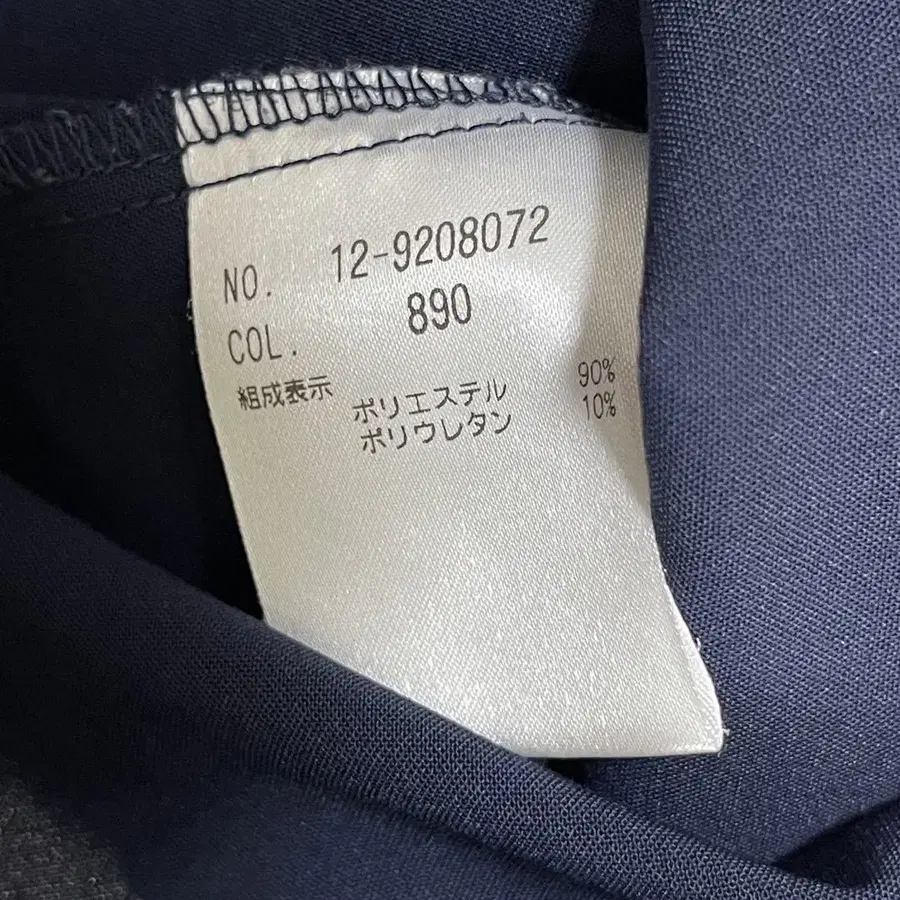 NO. 12-9208072
COL. 890
組成表示
ポリエステル 90%
ポリウレタン 10%